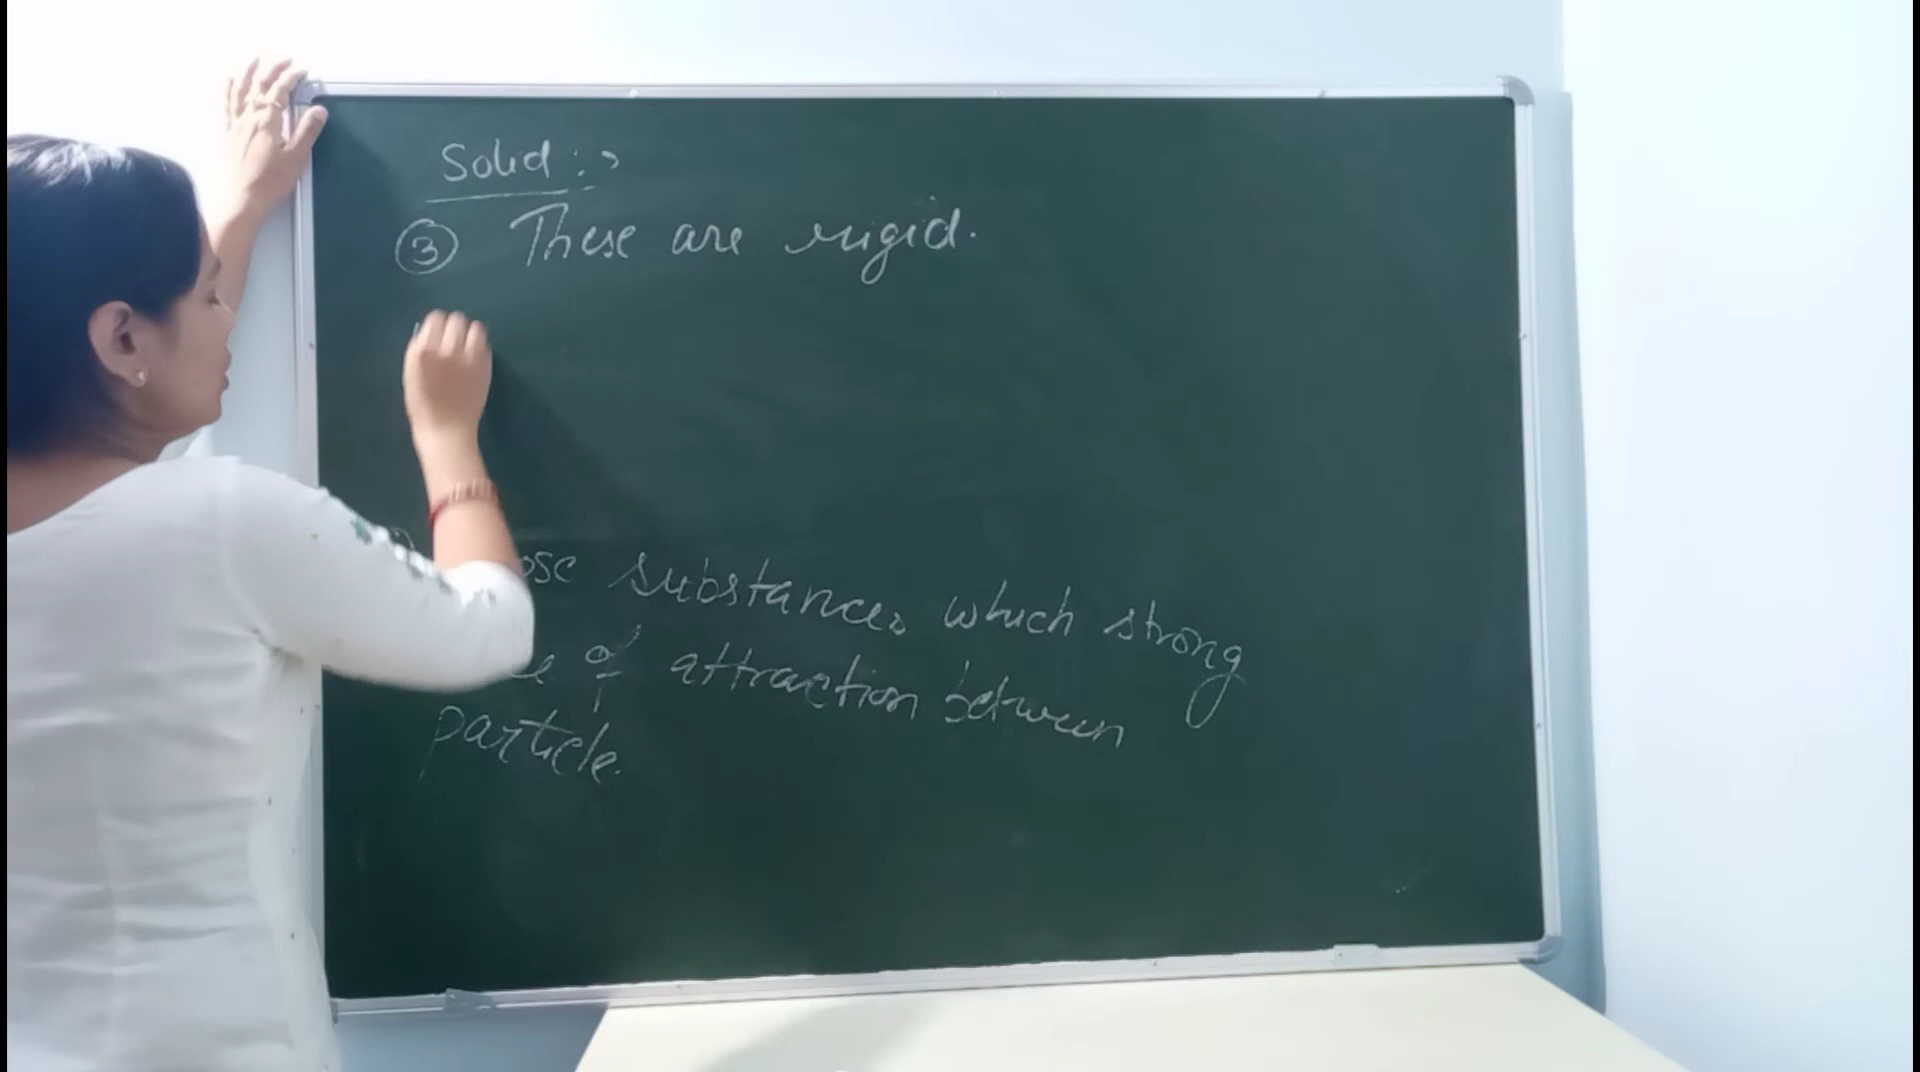 Solid :->
③ These are rigid.
substances which strong
of attraction between
particle.